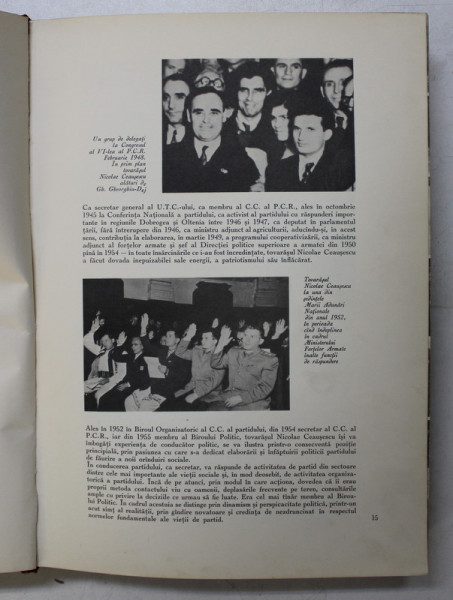 Un grup de delegați
la Congresul
al VI-lea al P.C.R.
Februarie 1948.
În prim plan
tovarășul
Nicolae Ceaușescu
alături de
Gh. Gheorghiu-Dej
Ca secretar general al U.T.C.-ului, ca membru al C.C. al P.C.R., ales în octombrie
1945 la Conferința Națională a partidului, ca activist al partidului cu răspunderi impor-
tante în regiunile Dobrogea și Oltenia între 1946 și 1947, ca deputat în parlamentul
țării, fără întrerupere din 1946, ca ministru adjunct al agriculturii, aducîndu-și, în acest
sens, contribuția la elaborarea, în martie 1949, a programului cooperativizării, ca ministru
adjunct al forțelor armate și șef al Direcției politice superioare a armatei din 1950
pînă în 1954 — în toate însărcinările ce i-au fost încredințate, tovarășul Nicolae Ceaușescu
a făcut dovada inepuizabilei sale energii, a patriotismului său înflăcărat.
Tovarășul
Nicolae Ceaușescu
la una din
ședințele
Marii Adunări
Naționale
din anul 1952,
în perioada
cînd îndeplinea
în cadrul
Ministerului
Forțelor Armate
înalte funcții
de răspundere
Ales în 1952 în Biroul Organizatoric al C.C. al partidului, din 1954 secretar al C.C. al
P.C.R., iar din 1955 membru al Biroului Politic, tovarășul Nicolae Ceaușescu își va
îmbogăți experiența de conducător politic, se va ilustra printr-o consecventă poziție
principială, prin pasiunea cu care s-a dedicat elaborării și înfăptuirii politicii partidului
de făurire a noii orînduiri sociale.
În conducerea partidului, ca secretar, va răspunde de activitatea de partid din sectoare
dintre cele mai importante ale vieții sociale și, în mod deosebit, de activitatea organiza-
torică a partidului. Încă de pe atunci, prin modul în care acționa, dovedea că îi sînt
proprii metoda contactului viu cu oamenii, deplasările frecvente pe teren, consultările
ample cu privire la deciziile ce urmau să fie luate. Era cel mai tînăr membru al Birou-
lui Politic. În cadrul acestuia se distinge prin dinamism și perspicacitate politică, printr-un
acut simț al realității, prin gîndire novatoare și credința de nezdruncinat în respectul
normelor fundamentale ale vieții de partid.
15